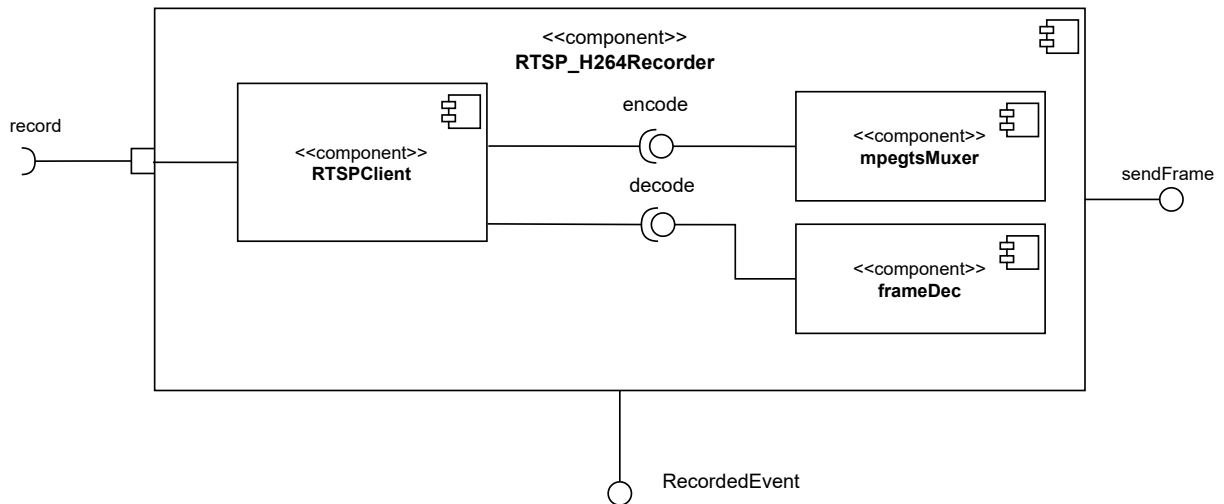 <<component>>
RTSP_H264Recorder
record
<<component>>
RTSPClient
encode
decode
<<component>>
mpegtsMuxer
<<component>>
frameDec
sendFrame
RecordedEvent